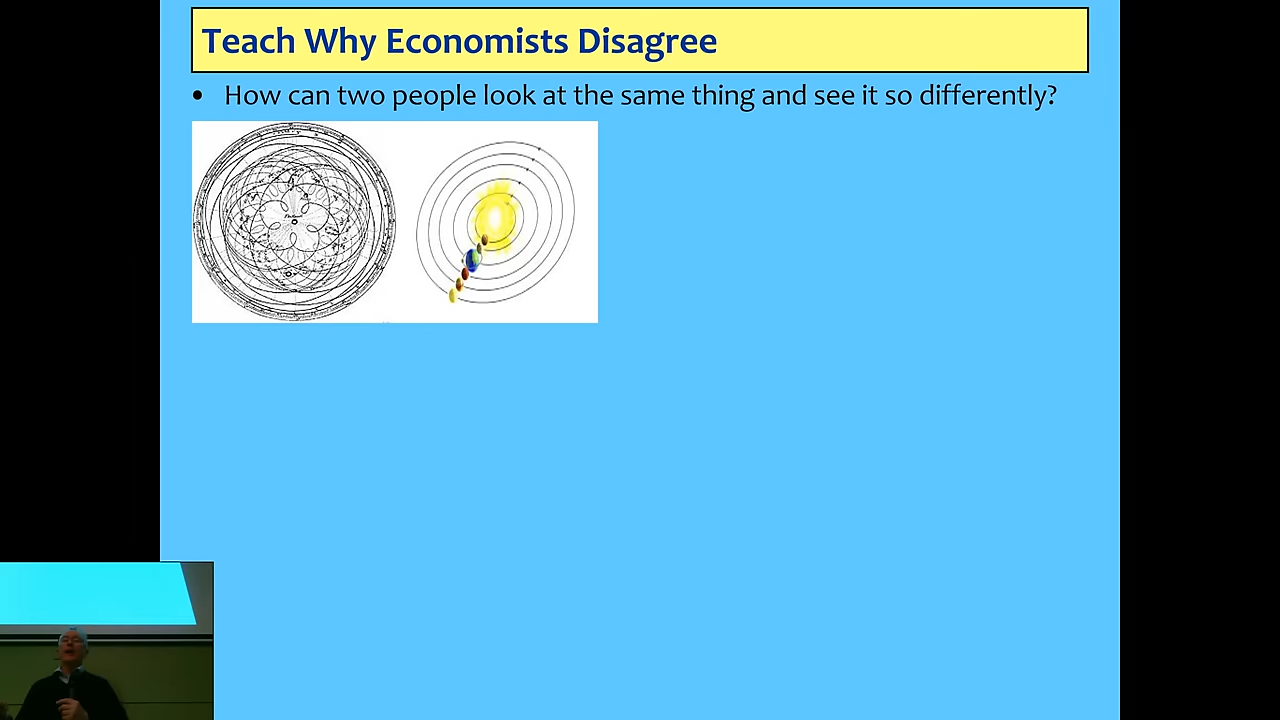 Teach Why Economists Disagree
• How can two people look at the same thing and see it so differently?